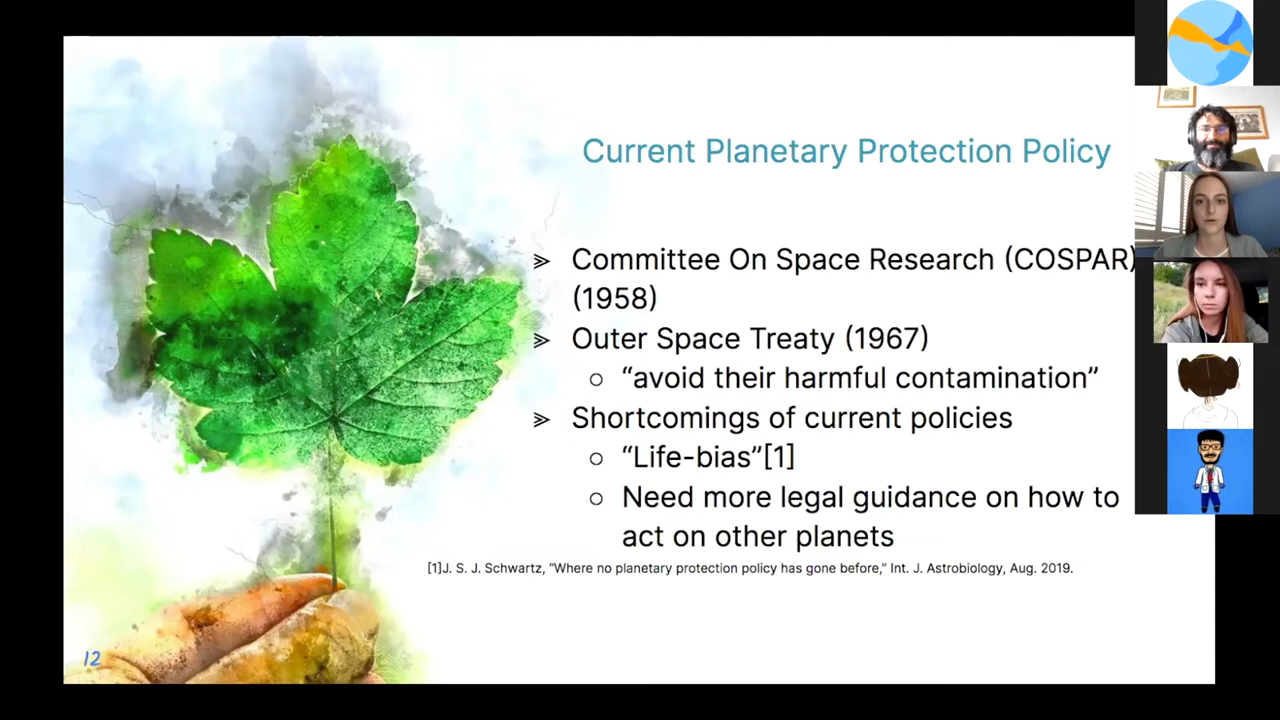 Current Planetary Protection Policy
⪢ Committee On Space Research (COSPAR)
(1958)
⪢ Outer Space Treaty (1967)
○ “avoid their harmful contamination”
⪢ Shortcomings of current policies
○ “Life-bias”[1]
○ Need more legal guidance on how to
act on other planets
[1]J. S. J. Schwartz, “Where no planetary protection policy has gone before,” Int. J. Astrobiology, Aug. 2019.
12